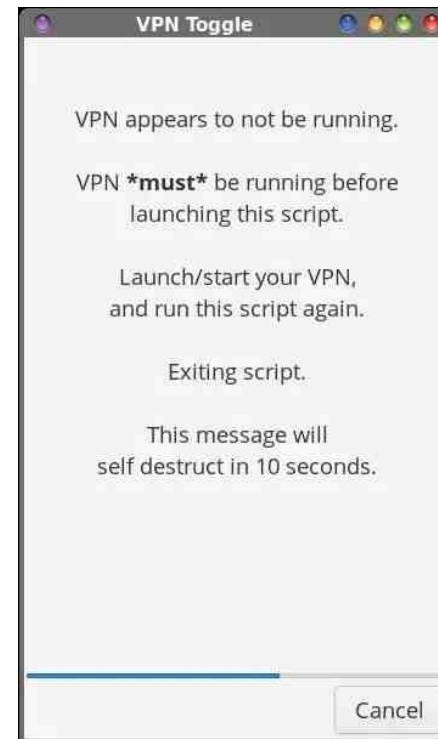 VPN Toggle
VPN appears to not be running.
VPN *must* be running before
launching this script.
Launch/start your VPN,
and run this script again.
Exiting script.
This message will
self destruct in 10 seconds.
Cancel